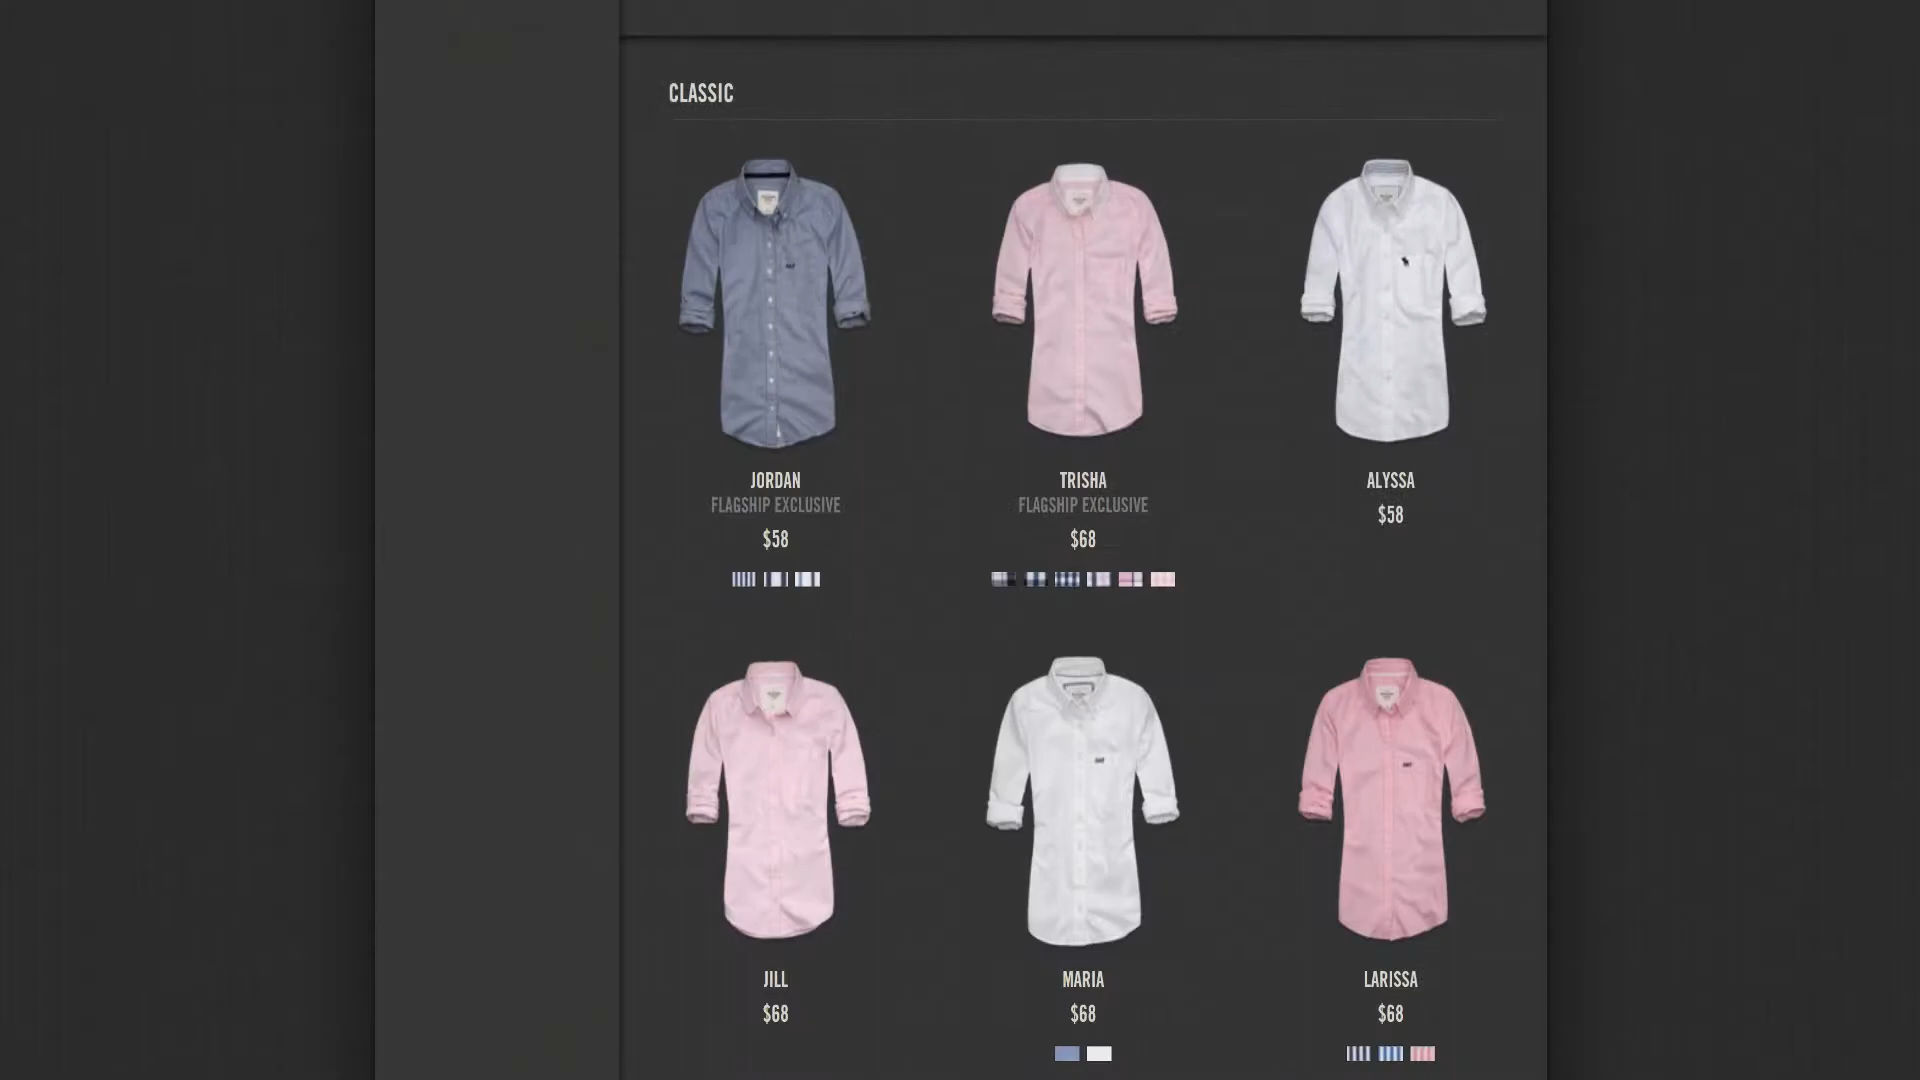 CLASSIC
JORDAN
FLAGSHIP EXCLUSIVE
$58
TRISHA
FLAGSHIP EXCLUSIVE
$68
ALYSSA
$58
JILL
$68
MARIA
$68
LARISSA
$68